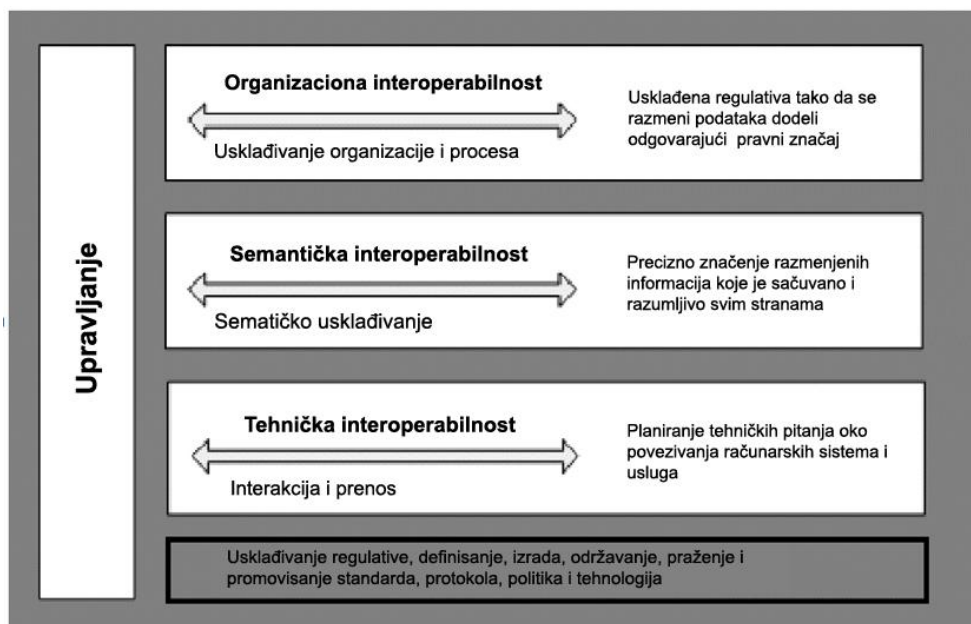 Upravljanje
Organizaciona interoperabilnost
Usklađivanje organizacije i procesa
Usklađena regulativa tako da se
razmeni podataka dodeli
odgovarajući pravni značaj
Semantička interoperabilnost
Sematičko usklađivanje
Precizno značenje razmenjenih
informacija koje je sačuvano i
razumljivo svim stranama
Tehnička interoperabilnost
Interakcija i prenos
Planiranje tehničkih pitanja oko
povezivanja računarskih sistema i
usluga
Usklađivanje regulative, definisanje, izrada, održavanje, praženje i
promovisanje standarda, protokola, politika i tehnologija